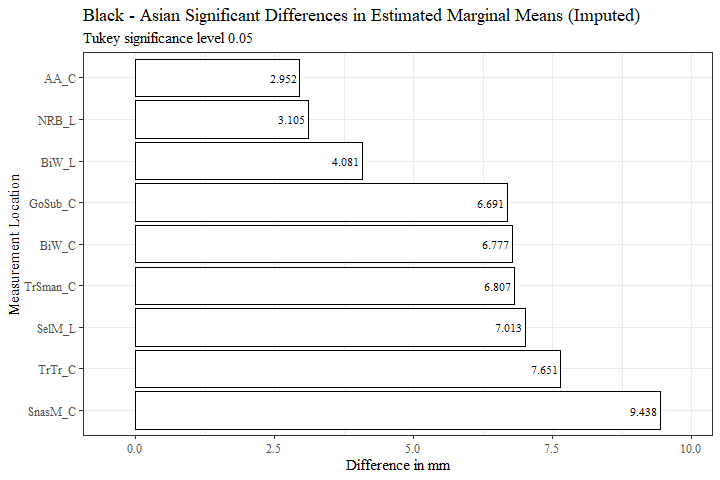 Black - Asian Significant Differences in Estimated Marginal Means (Imputed)
Tukey significance level 0.05
Measurement Location
AA_C 2.952
NRB_L 3.105
BiW_L 4.081
GoSub_C 6.691
BiW_C 6.777
TrSman_C 6.807
SelM_L 7.013
TrTr_C 7.651
SnasM_C 9.438
0.0 2.5 5.0 7.5 10.0
Difference in mm